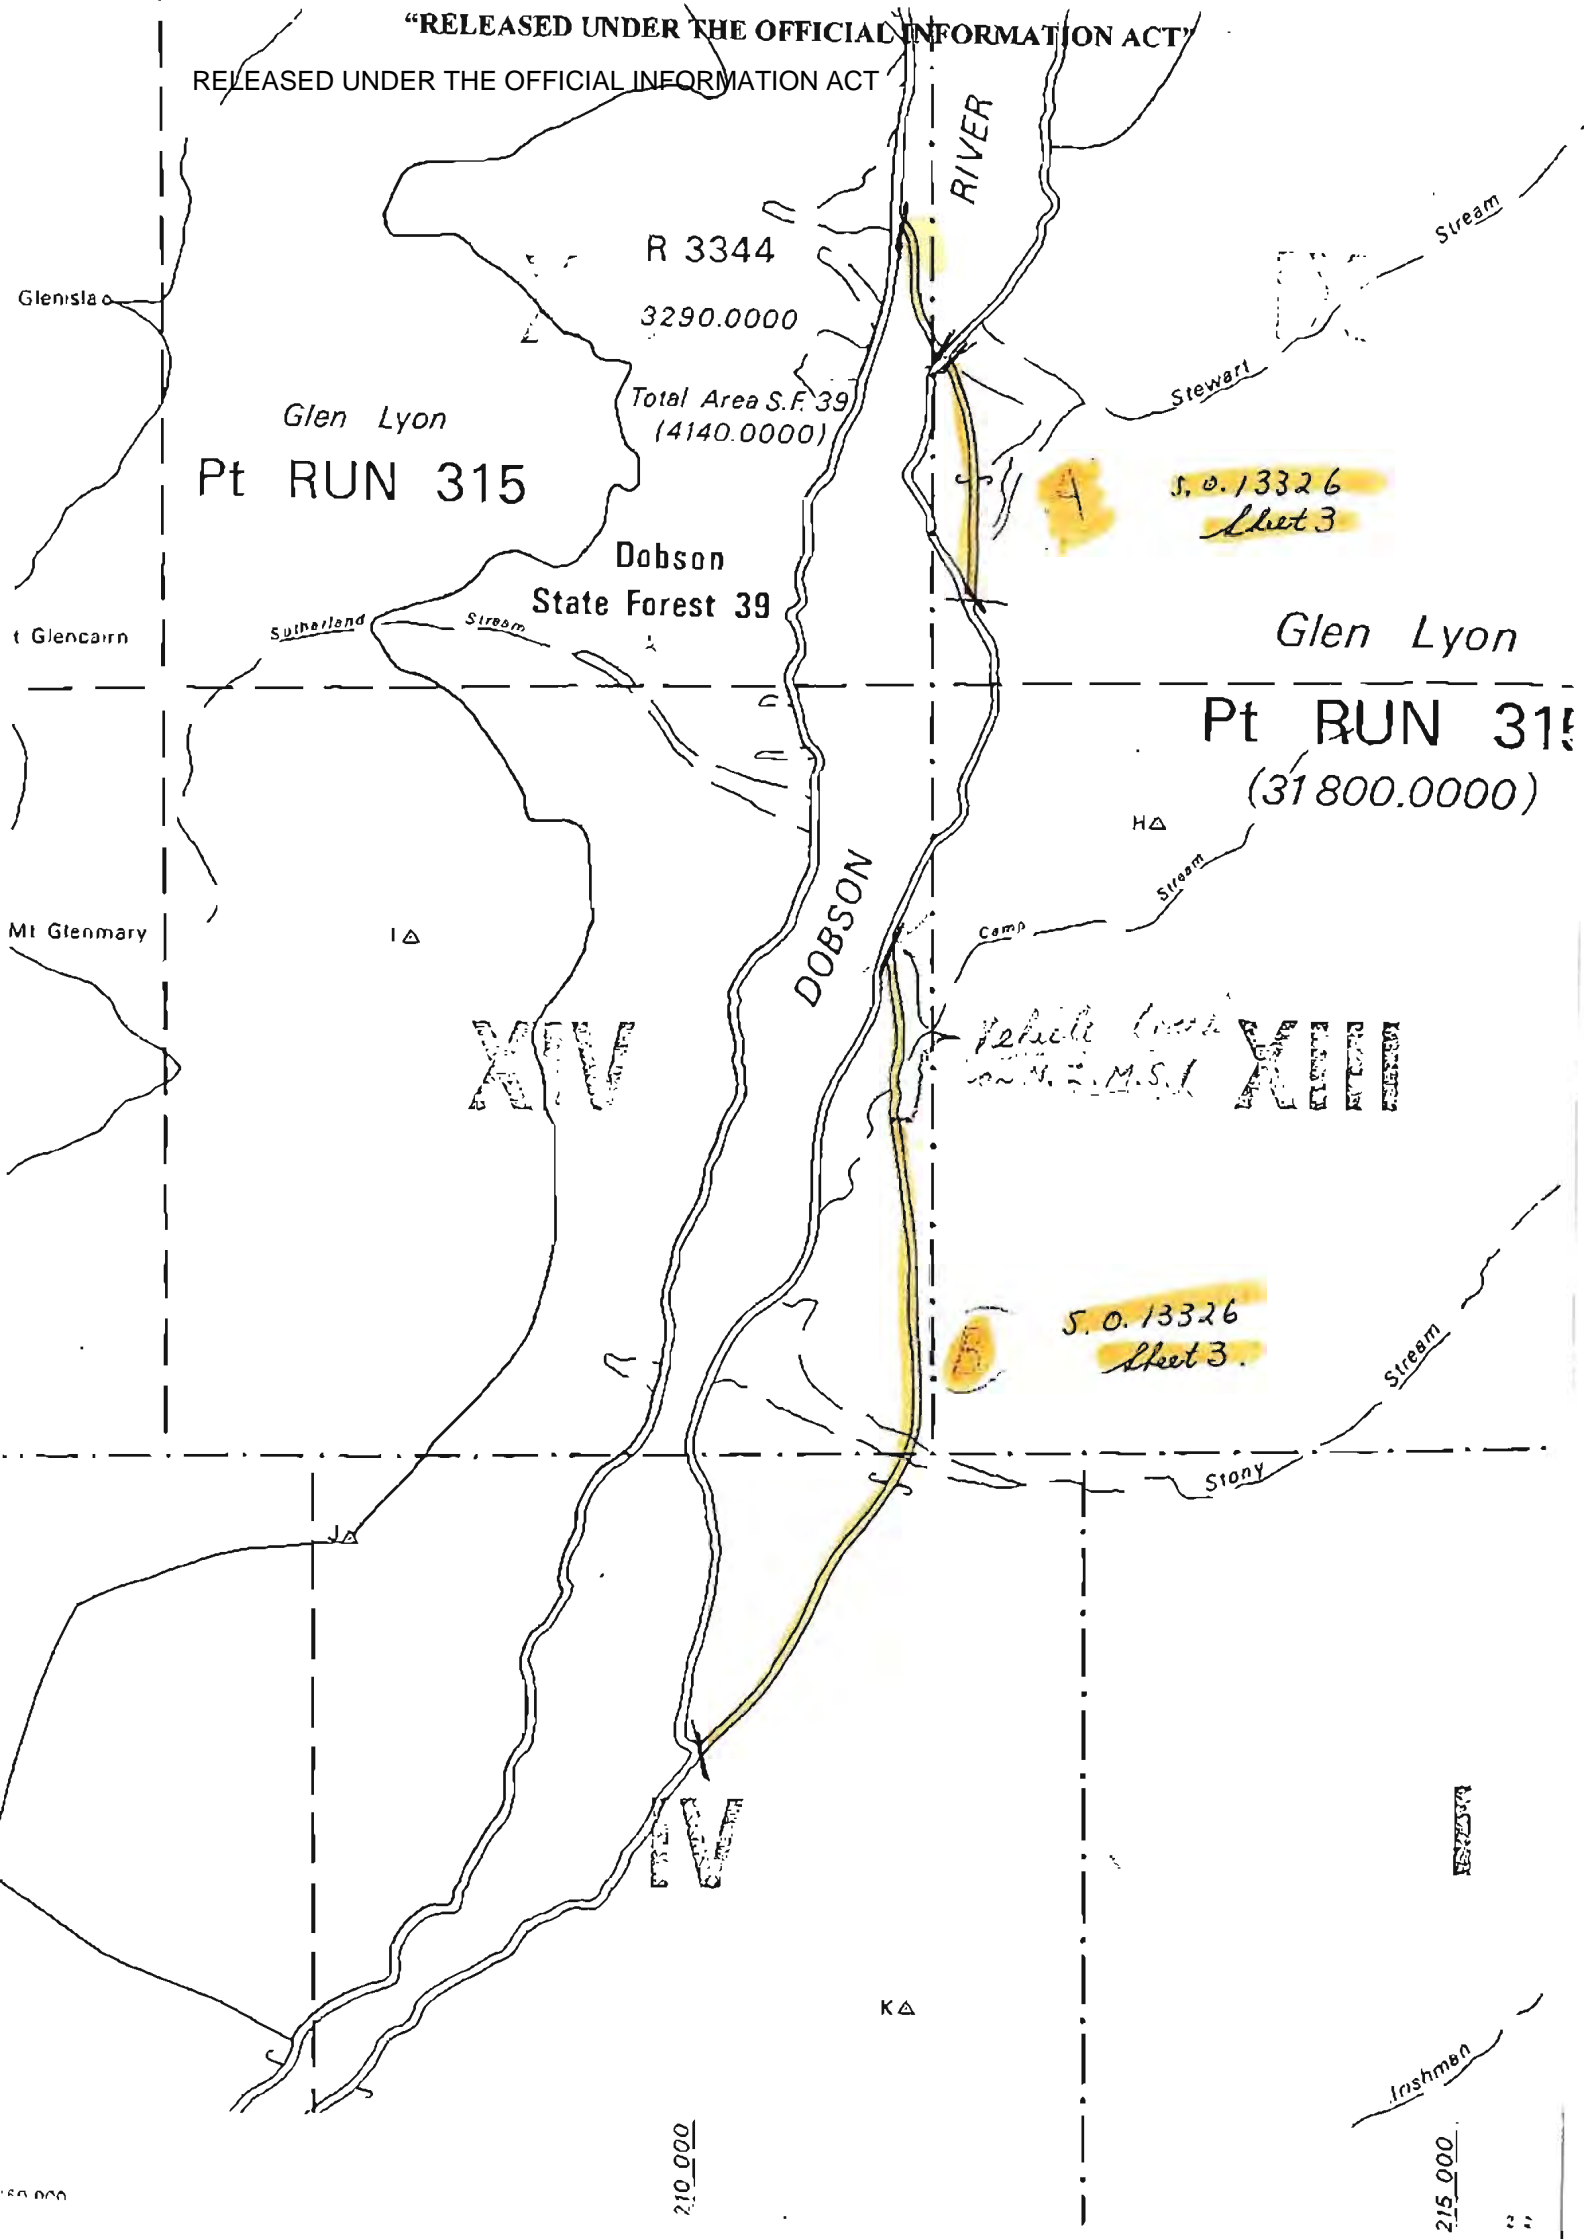 “RELEASED UNDER THE OFFICIAL INFORMATION ACT”
RELEASED UNDER THE OFFICIAL INFORMATION ACT
RIVER
Stream
R 3344
Glenisla
3290.0000
Stewart
Total Area S.F. 39
(4140.0000)
Glen Lyon
Pt RUN 315
S.O. 13326
Sheet 3
Dobson
State Forest 39
Sutherland
Stream
t Glencairn
Glen Lyon
Pt RUN 315
(31800.0000)
H
Stream
DOBSON
Camp
Mt Glenmary
I
XIV
Vehicle
XIII
S.O. 13326
Sheet 3.
Stream
Stony
J
IV
I
K
Irishman
210 000
215 000